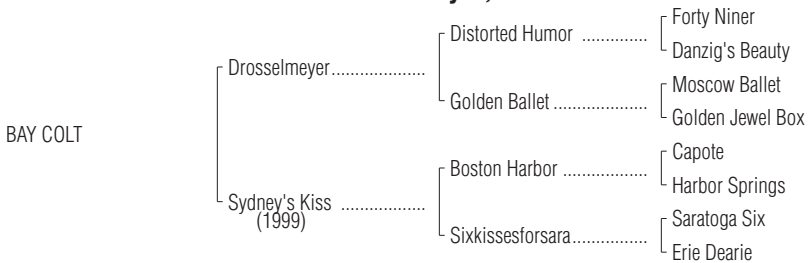 Forty Niner
Distorted Humor ..............
Danzig's Beauty
Drosselmeyer....................
Moscow Ballet
Golden Ballet ....................
Golden Jewel Box
BAY COLT
Capote
Boston Harbor ..................
Harbor Springs
Sydney's Kiss ..................
(1999)
Saratoga Six
Sixkissesforsara................
Erie Dearie